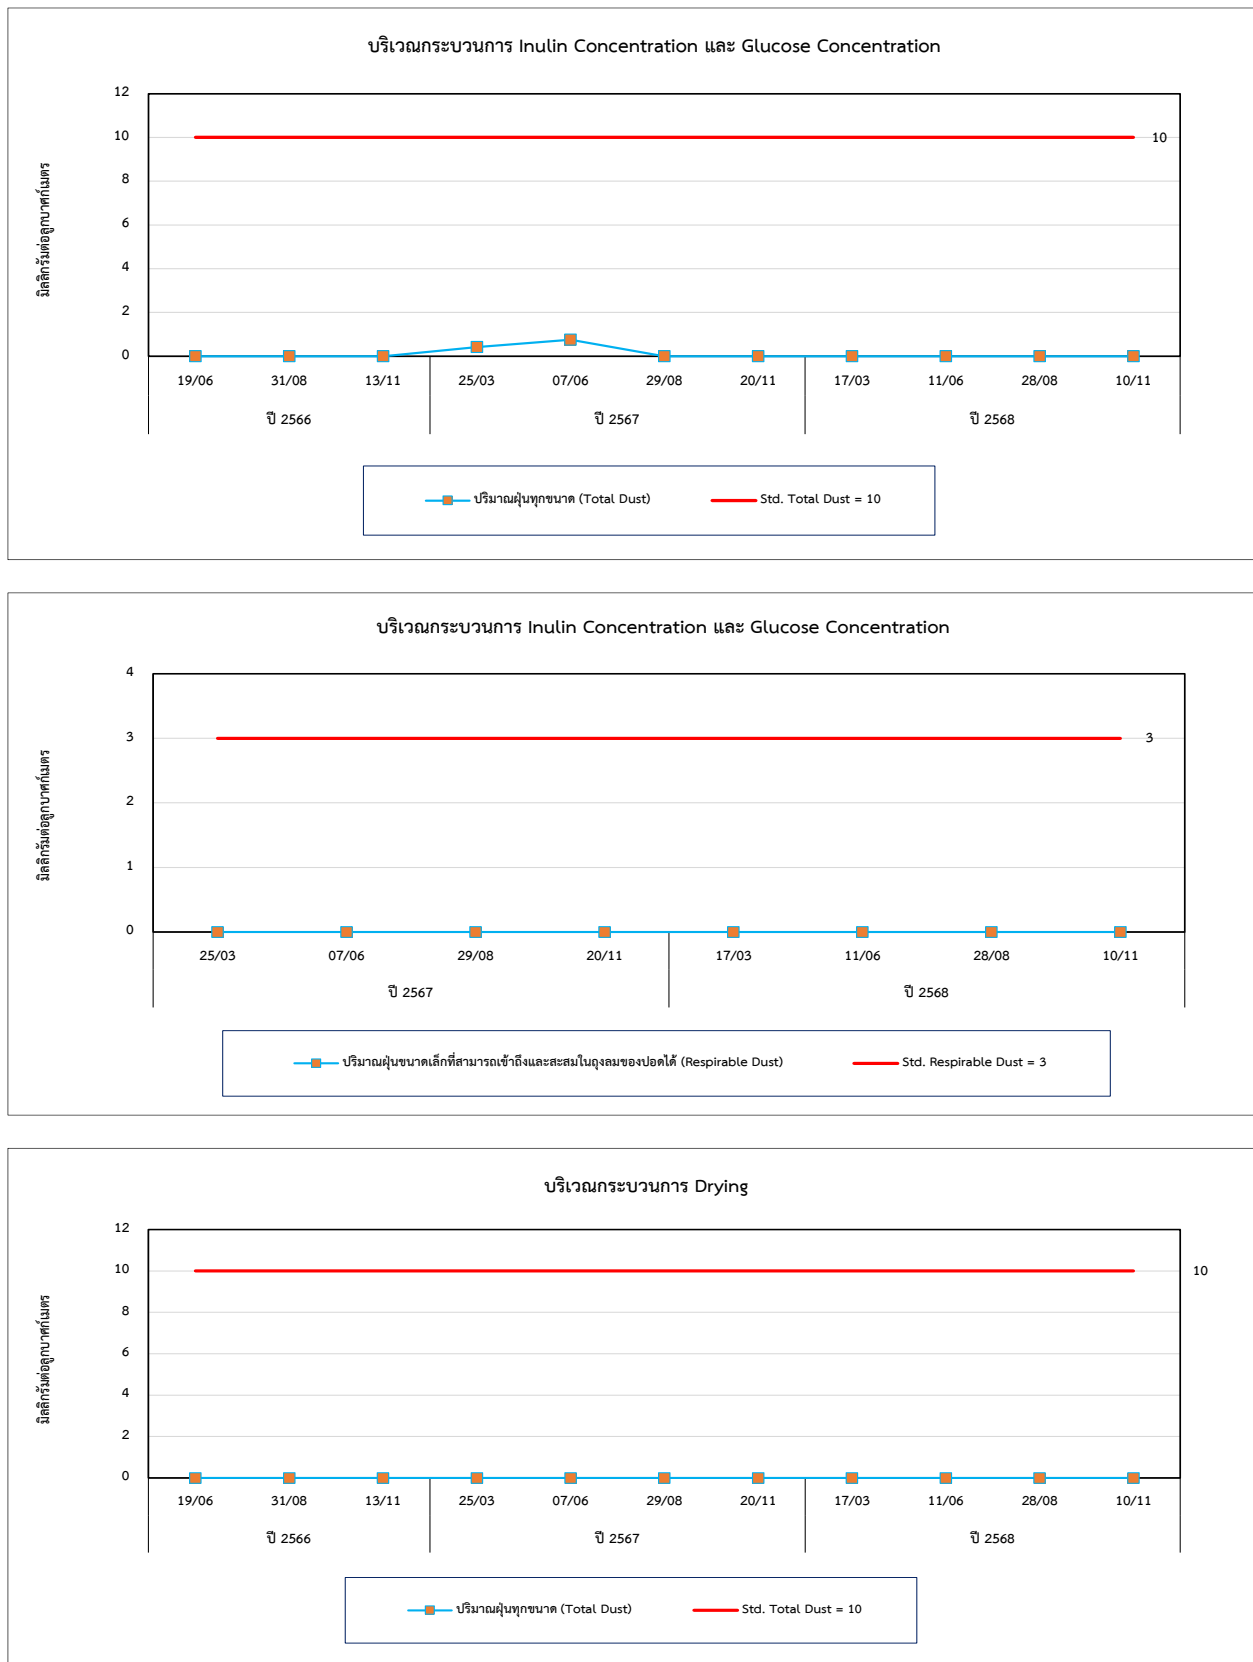 บริเวณกระบวนการ Inulin Concentration และ Glucose Concentration
มิลลิกรัมต่อลูกบาศก์เมตร
12
10
8
6
4
2
0
10
19/06 31/08 13/11 25/03 07/06 29/08 20/11 17/03 11/06 28/08 10/11
ปี 2566 ปี 2567 ปี 2568
ปริมาณฝุ่นทุกขนาด (Total Dust) Std. Total Dust = 10
บริเวณกระบวนการ Inulin Concentration และ Glucose Concentration
มิลลิกรัมต่อลูกบาศก์เมตร
4
3
2
1
0
3
25/03 07/06 29/08 20/11 17/03 11/06 28/08 10/11
ปี 2567 ปี 2568
ปริมาณฝุ่นขนาดเล็กที่สามารถเข้าถึงและสะสมในถุงลมของปอดได้ (Respirable Dust) Std. Respirable Dust = 3
บริเวณกระบวนการ Drying
มิลลิกรัมต่อลูกบาศก์เมตร
12
10
8
6
4
2
0
10
19/06 31/08 13/11 25/03 07/06 29/08 20/11 17/03 11/06 28/08 10/11
ปี 2566 ปี 2567 ปี 2568
ปริมาณฝุ่นทุกขนาด (Total Dust) Std. Total Dust = 10